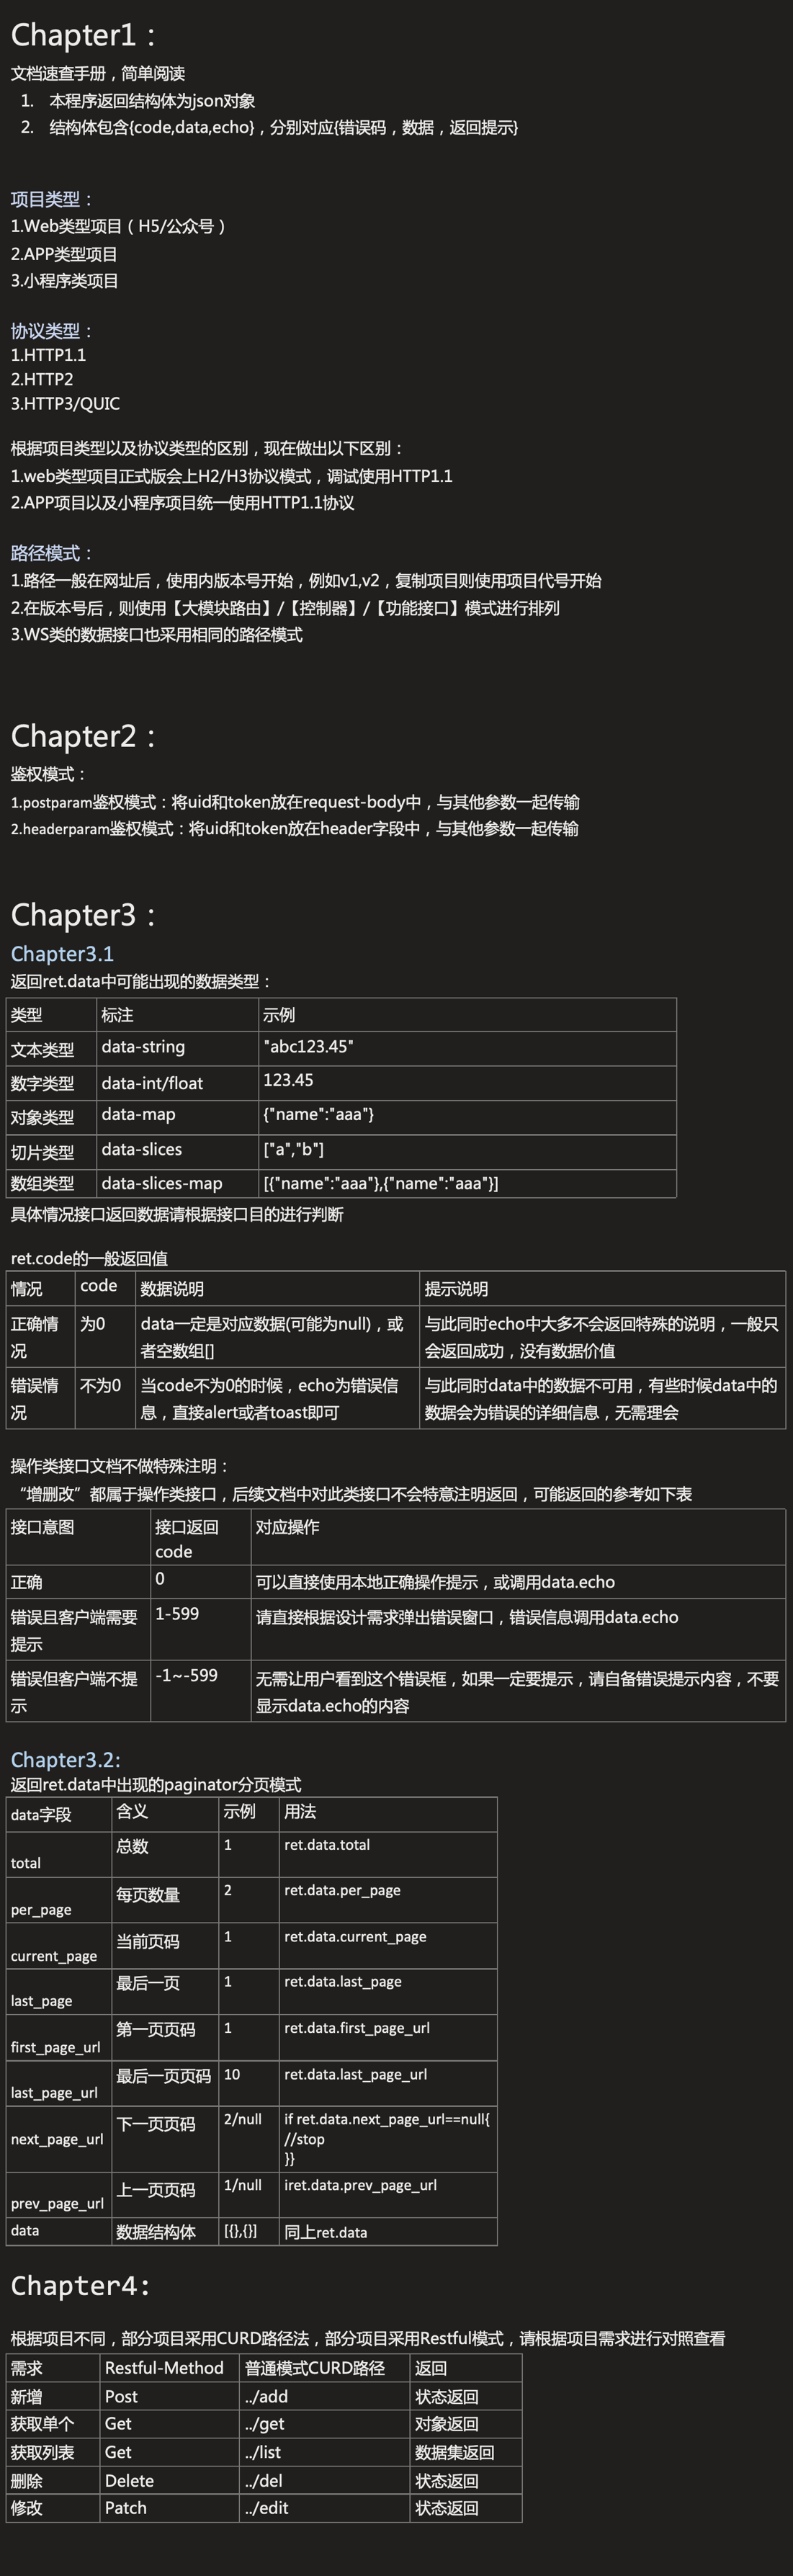 Chapter1：
文档速查手册，简单阅读
1. 本程序返回结构体为json对象
2. 结构体包含{code,data,echo}，分别对应{错误码，数据，返回提示}
项目类型：
1.Web类型项目（H5/公众号）
2.APP类型项目
3.小程序类项目
协议类型：
1.HTTP1.1
2.HTTP2
3.HTTP3/QUIC
根据项目类型以及协议类型的区别，现在做出以下区别：
1.web类型项目正式版会上H2/H3协议模式，调试使用HTTP1.1
2.APP项目以及小程序项目统一使用HTTP1.1协议
路径模式：
1.路径一般在网址后，使用内版本号开始，例如v1,v2，复制项目则使用项目代号开始
2.在版本号后，则使用【大模块路由】/【控制器】/【功能接口】模式进行排列
3.WS类的数据接口也采用相同的路径模式
Chapter2：
鉴权模式：
1.postparam鉴权模式：将uid和token放在request-body中，与其他参数一起传输
2.headerparam鉴权模式：将uid和token放在header字段中，与其他参数一起传输
Chapter3：
Chapter3.1
返回ret.data中可能出现的数据类型：
类型 标注 示例
文本类型 data-string "abc123.45"
数字类型 data-int/float 123.45
对象类型 data-map {"name":"aaa"}
切片类型 data-slices ["a","b"]
数组类型 data-slices-map [{"name":"aaa"},{"name":"aaa"}]
具体情况接口返回数据请根据接口目的进行判断
ret.code的一般返回值
情况 code 数据说明 提示说明
正确情 为0 data一定是对应数据(可能为null)，或 与此同时echo中大多不会返回特殊的说明，一般只
况 者空数组[] 会返回成功，没有数据价值
错误情 不为0 当code不为0的时候，echo为错误信 与此同时data中的数据不可用，有些时候data中的
况 息，直接alert或者toast即可 数据会为错误的详细信息，无需理会
操作类接口文档不做特殊注明：
“增删改”都属于操作类接口，后续文档中对此类接口不会特意注明返回，可能返回的参考如下表
接口意图 接口返回 对应操作
code
正确 0 可以直接使用本地正确操作提示，或调用data.echo
错误且客户端需要 1-599 请直接根据设计需求弹出错误窗口，错误信息调用data.echo
提示
错误但客户端不提 -1~-599 无需让用户看到这个错误框，如果一定要提示，请自备错误提示内容，不要
示 显示data.echo的内容
Chapter3.2:
返回ret.data中出现的paginator分页模式
data字段 含义 示例 用法
total 总数 1 ret.data.total
per_page 每页数量 2 ret.data.per_page
current_page 当前页码 1 ret.data.current_page
last_page 最后一页 1 ret.data.last_page
first_page_url 第一页页码 1 ret.data.first_page_url
last_page_url 最后一页页码 10 ret.data.last_page_url
next_page_url 下一页页码 2/null if ret.data.next_page_url==null{
//stop
}}
prev_page_url 上一页页码 1/null iret.data.prev_page_url
data 数据结构体 [{},{}] 同上ret.data
Chapter4:
根据项目不同，部分项目采用CURD路径法，部分项目采用Restful模式，请根据项目需求进行对照查看
需求 Restful-Method 普通模式CURD路径 返回
新增 Post ../add 状态返回
获取单个 Get ../get 对象返回
获取列表 Get ../list 数据集返回
删除 Delete ../del 状态返回
修改 Patch ../edit 状态返回